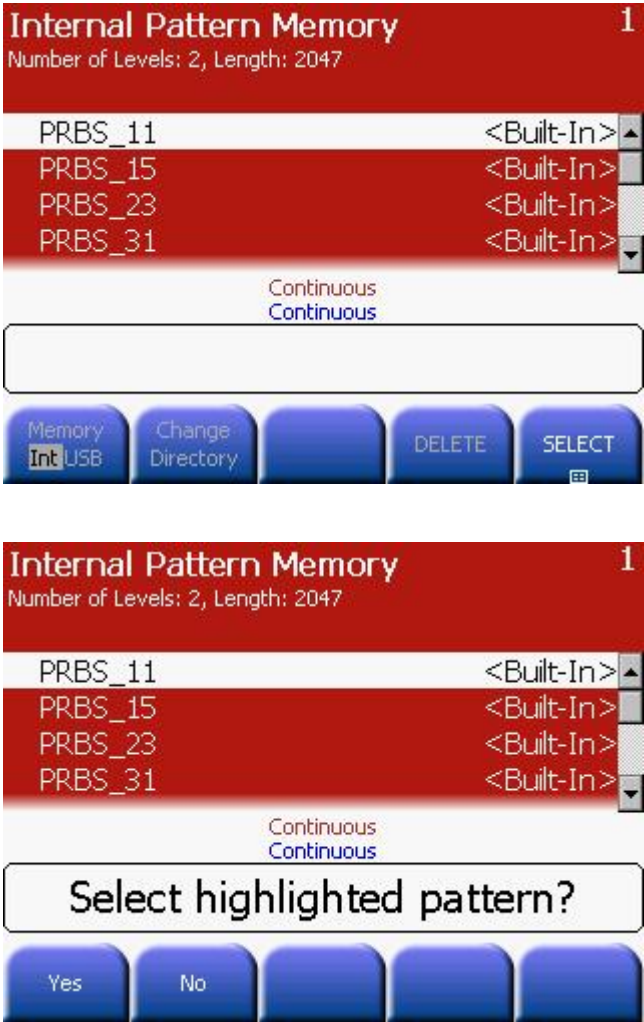 Internal Pattern Memory 1
Number of Levels: 2, Length: 2047
PRBS_11 <Built-In>
PRBS_15 <Built-In>
PRBS_23 <Built-In>
PRBS_31 <Built-In>
Continuous
Continuous
Memory Change
Int USB Directory DELETE SELECT
Internal Pattern Memory 1
Number of Levels: 2, Length: 2047
PRBS_11 <Built-In>
PRBS_15 <Built-In>
PRBS_23 <Built-In>
PRBS_31 <Built-In>
Continuous
Continuous
Select highlighted pattern?
Yes No